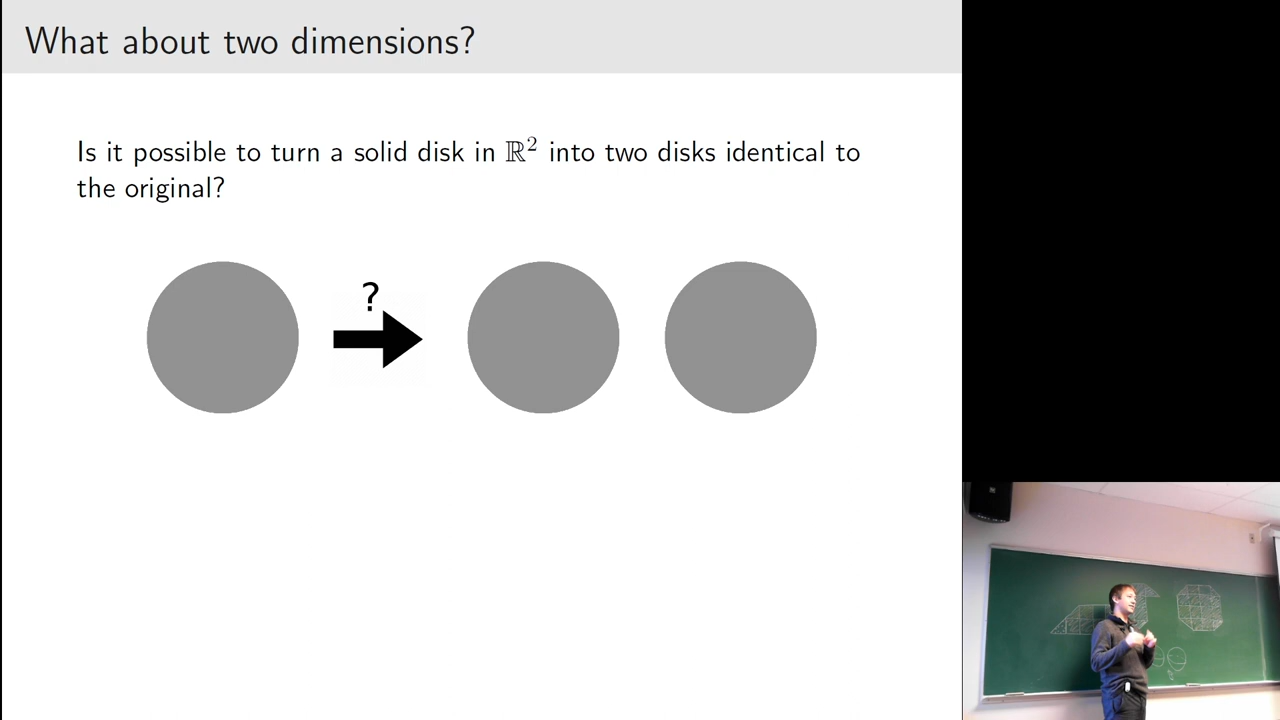 What about two dimensions?
Is it possible to turn a solid disk in ℝ² into two disks identical to
the original?
?